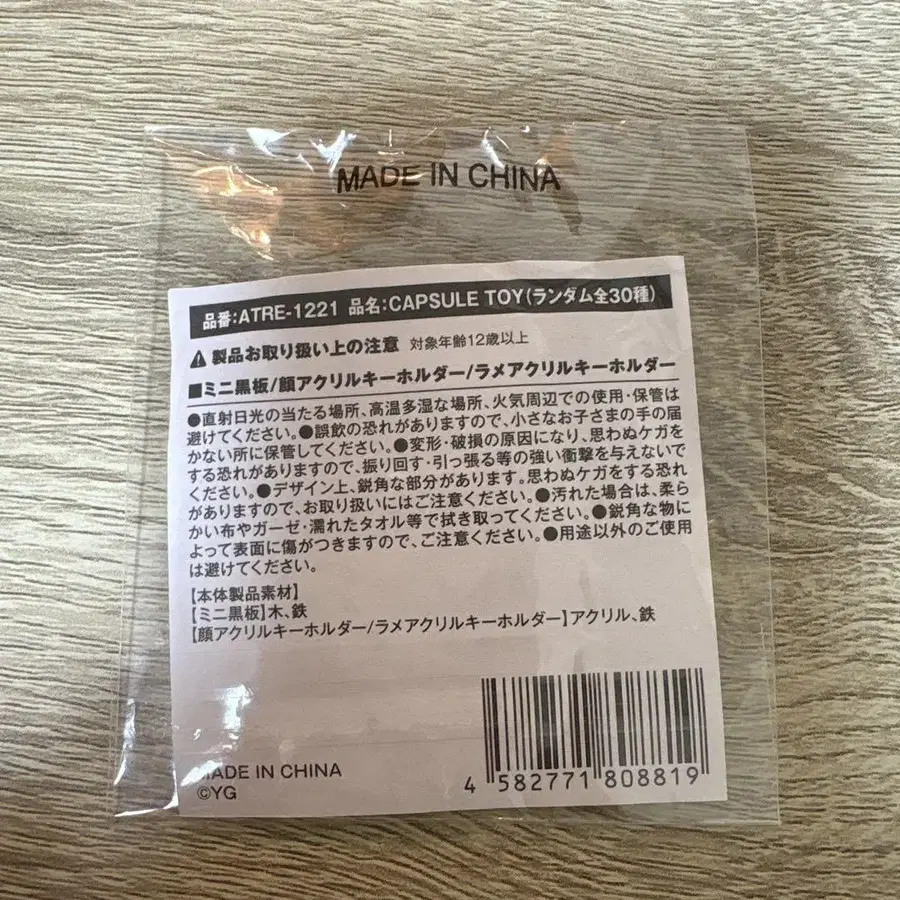 MADE IN CHINA
品番:ATRE-1221 品名:CAPSULE TOY(ランダム全30種)
製品お取り扱い上の注意 対象年齢12歳以上
■ミニ黒板/顔アクリルキーホルダー/ラメアクリルキーホルダー
●直射日光の当たる場所、高温多湿な場所、火気周辺での使用・保管は
避けてください。●誤飲の恐れがありますので、小さなお子さまの手の届
かない所に保管してください。●変形・破損の原因になり、思わぬケガを
する恐れがありますので、振り回す・引っ張る等の強い衝撃を与えないで
ください。●デザイン上、鋭角な部分があります。思わぬケガをする恐れ
がありますので、お取り扱いにはご注意ください。●汚れた場合は、柔ら
かい布やガーゼ・濡れたタオル等で拭き取ってください。●鋭角な物に
よって表面に傷がつきますので、ご注意ください。●用途以外のご使用
は避けてください。
【本体製品素材】
【ミニ黒板】木、鉄
【顔アクリルキーホルダー/ラメアクリルキーホルダー】アクリル、鉄
MADE IN CHINA
©YG
4 582771 808819